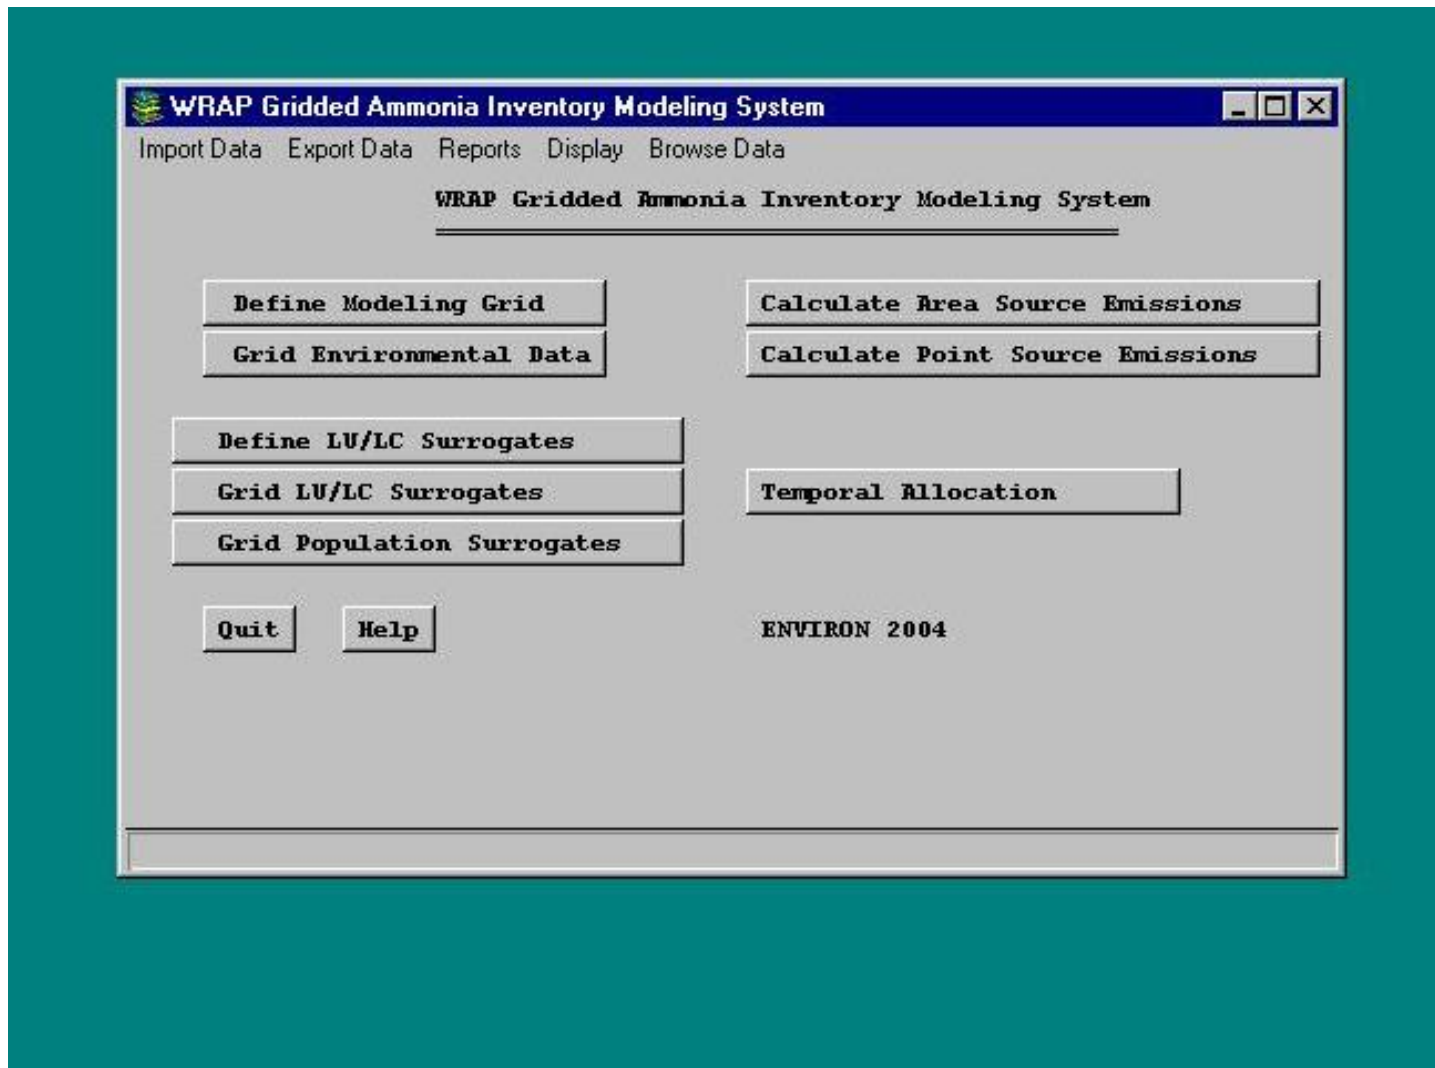 WRAP Gridded Ammonia Inventory Modeling System
Import Data Export Data Reports Display Browse Data
WRAP Gridded Ammonia Inventory Modeling System
Define Modeling Grid
Grid Environmental Data
Calculate Area Source Emissions
Calculate Point Source Emissions
Define LU/LC Surrogates
Grid LU/LC Surrogates
Grid Population Surrogates
Temporal Allocation
Quit Help
ENVIRON 2004